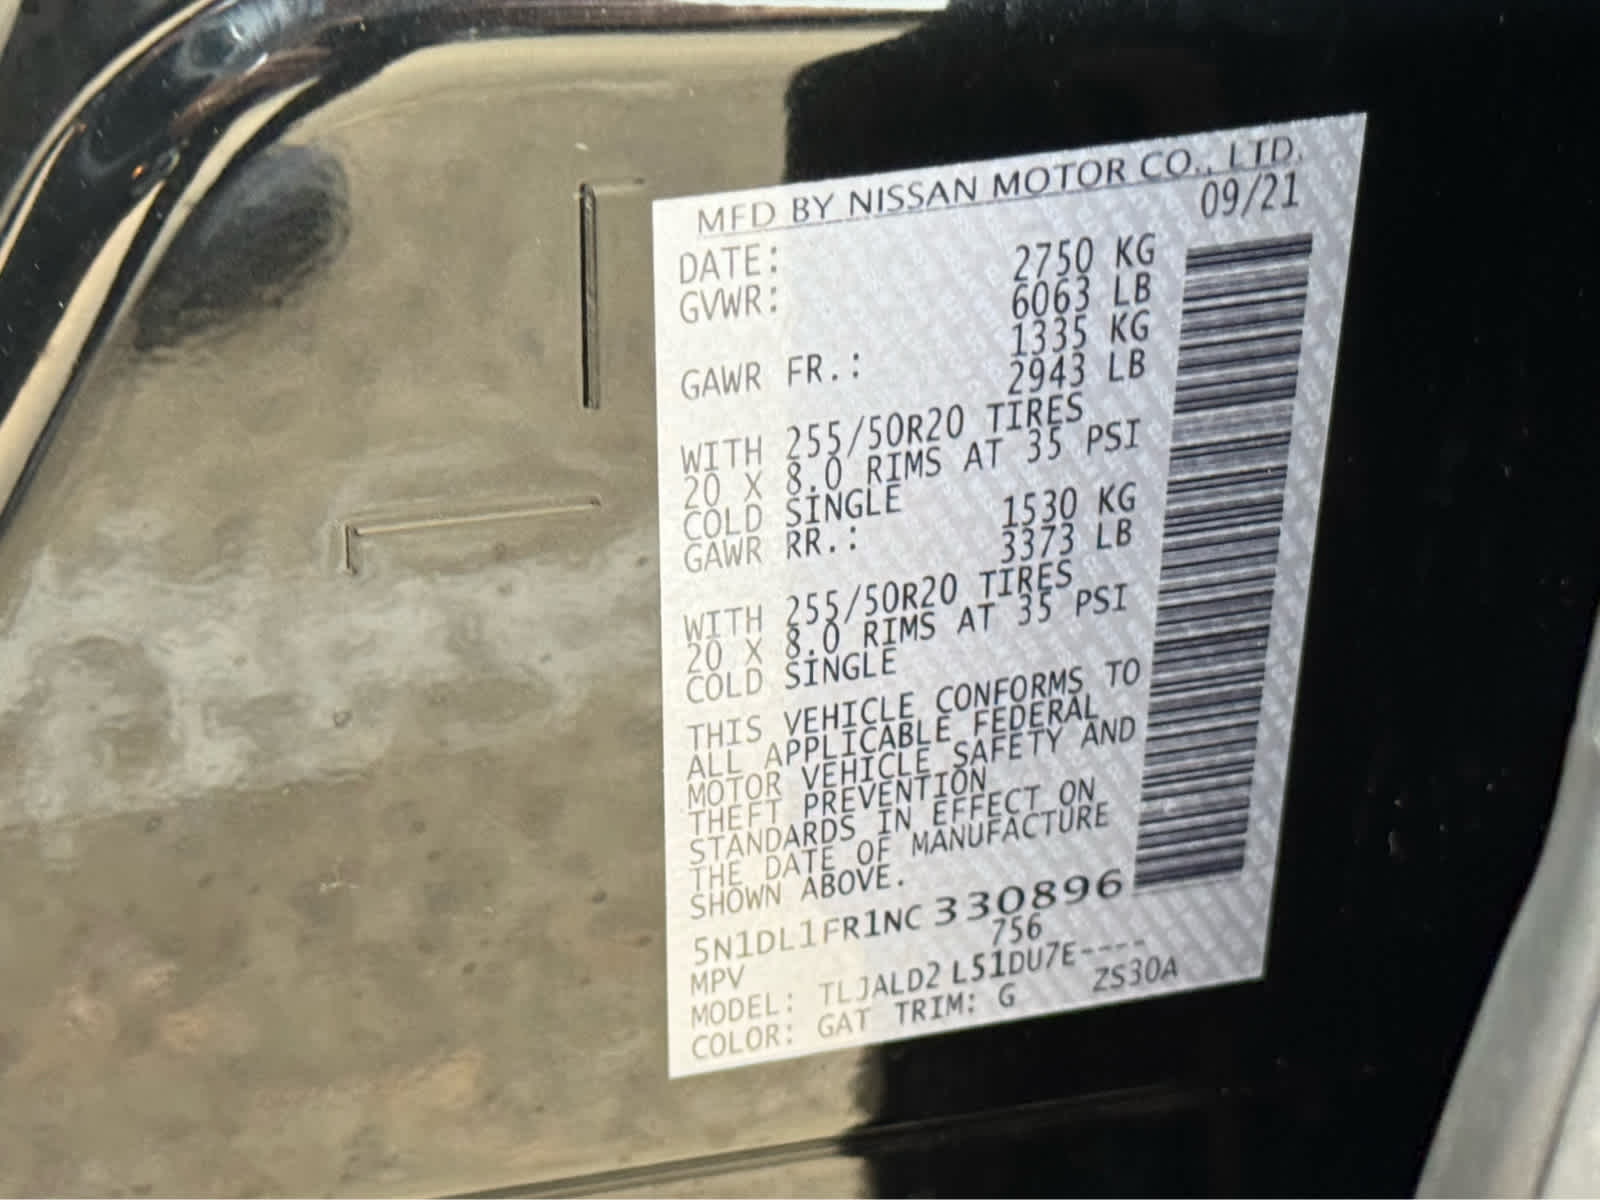 MFD BY NISSAN MOTOR CO., LTD.
DATE: 09/21
GVWR: 2750 KG
6063 LB
GAWR FR.: 1335 KG
2943 LB
WITH 255/50R20 TIRES
20 X 8.0 RIMS AT 35 PSI
COLD SINGLE
GAWR RR.: 1530 KG
3373 LB
WITH 255/50R20 TIRES
20 X 8.0 RIMS AT 35 PSI
COLD SINGLE
THIS VEHICLE CONFORMS TO
ALL APPLICABLE FEDERAL
MOTOR VEHICLE SAFETY AND
THEFT PREVENTION
STANDARDS IN EFFECT ON
THE DATE OF MANUFACTURE
SHOWN ABOVE.
5N1DL1FR1NC330896
MPV 756
MODEL: TLJALD2 L51DU7E----
COLOR: GAT TRIM: G ZS30A